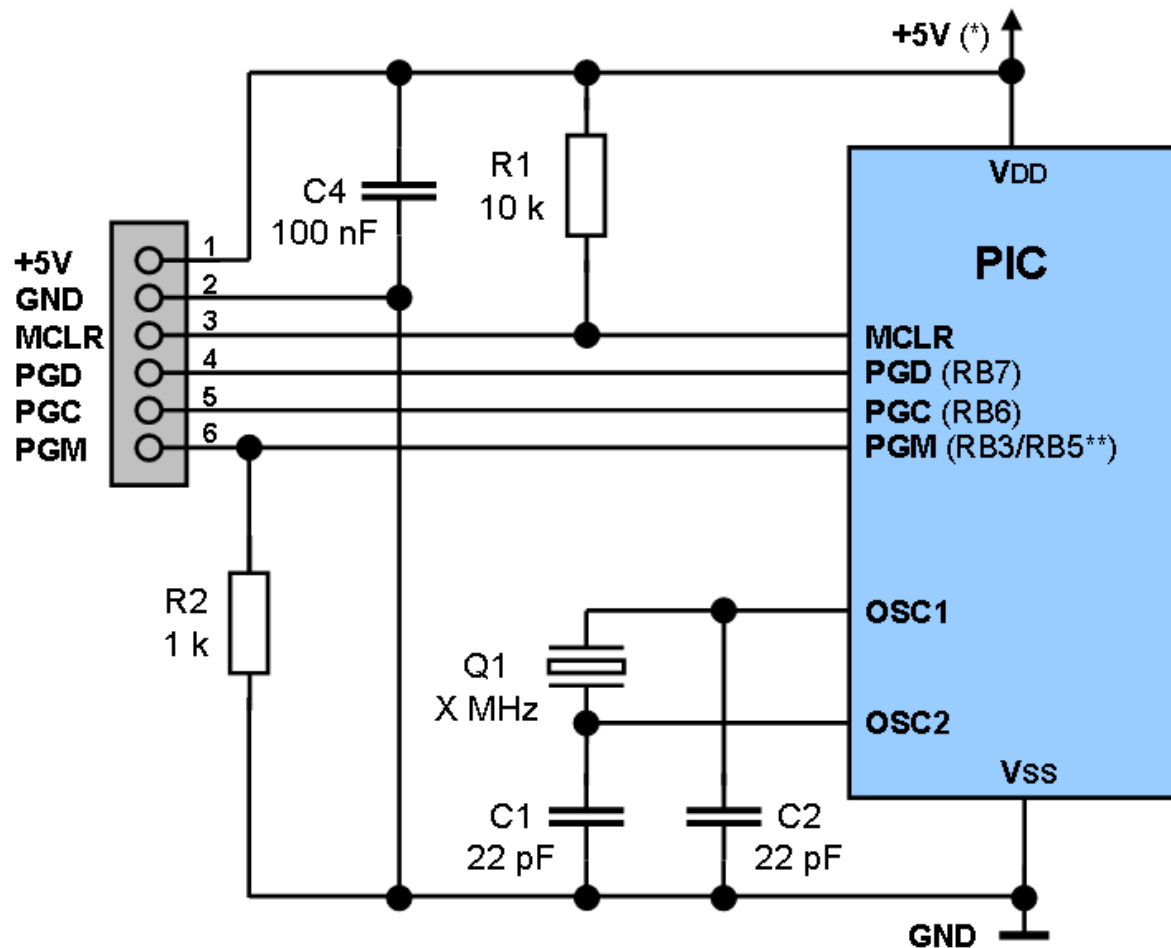 +5V (*)
R1
10 k
C4
100 nF
VDD
PIC
+5V 1
GND 2
MCLR 3
PGD 4
PGC 5
PGM 6
MCLR
PGD (RB7)
PGC (RB6)
PGM (RB3/RB5**)
R2
1 k
OSC1
Q1
X MHz
OSC2
VSS
C1
22 pF
C2
22 pF
GND